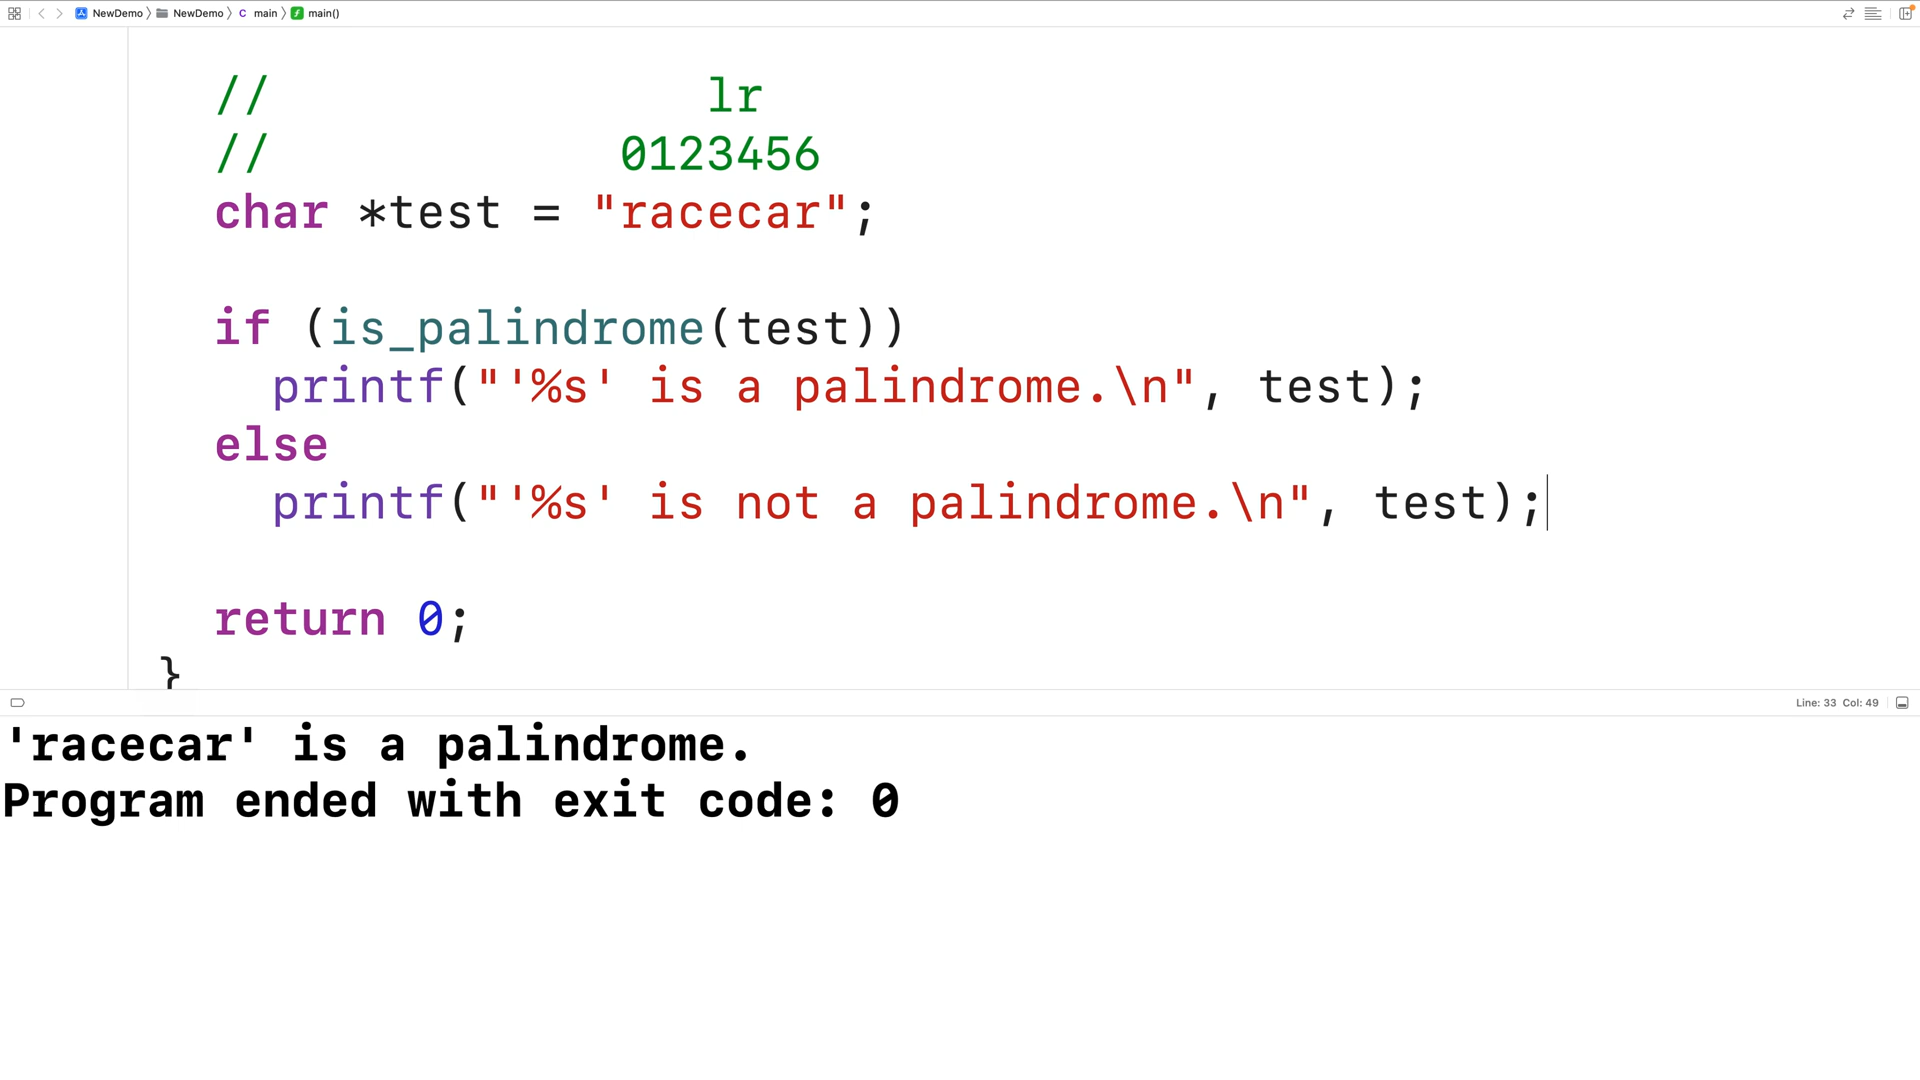 NewDemo 〉 NewDemo 〉 C main 〉 f main()
//               lr
//            0123456
char *test = "racecar";
if (is_palindrome(test))
  printf("'%s' is a palindrome.\n", test);
else
  printf("'%s' is not a palindrome.\n", test);
return 0;
}
Line: 33 Col: 49
'racecar' is a palindrome.
Program ended with exit code: 0